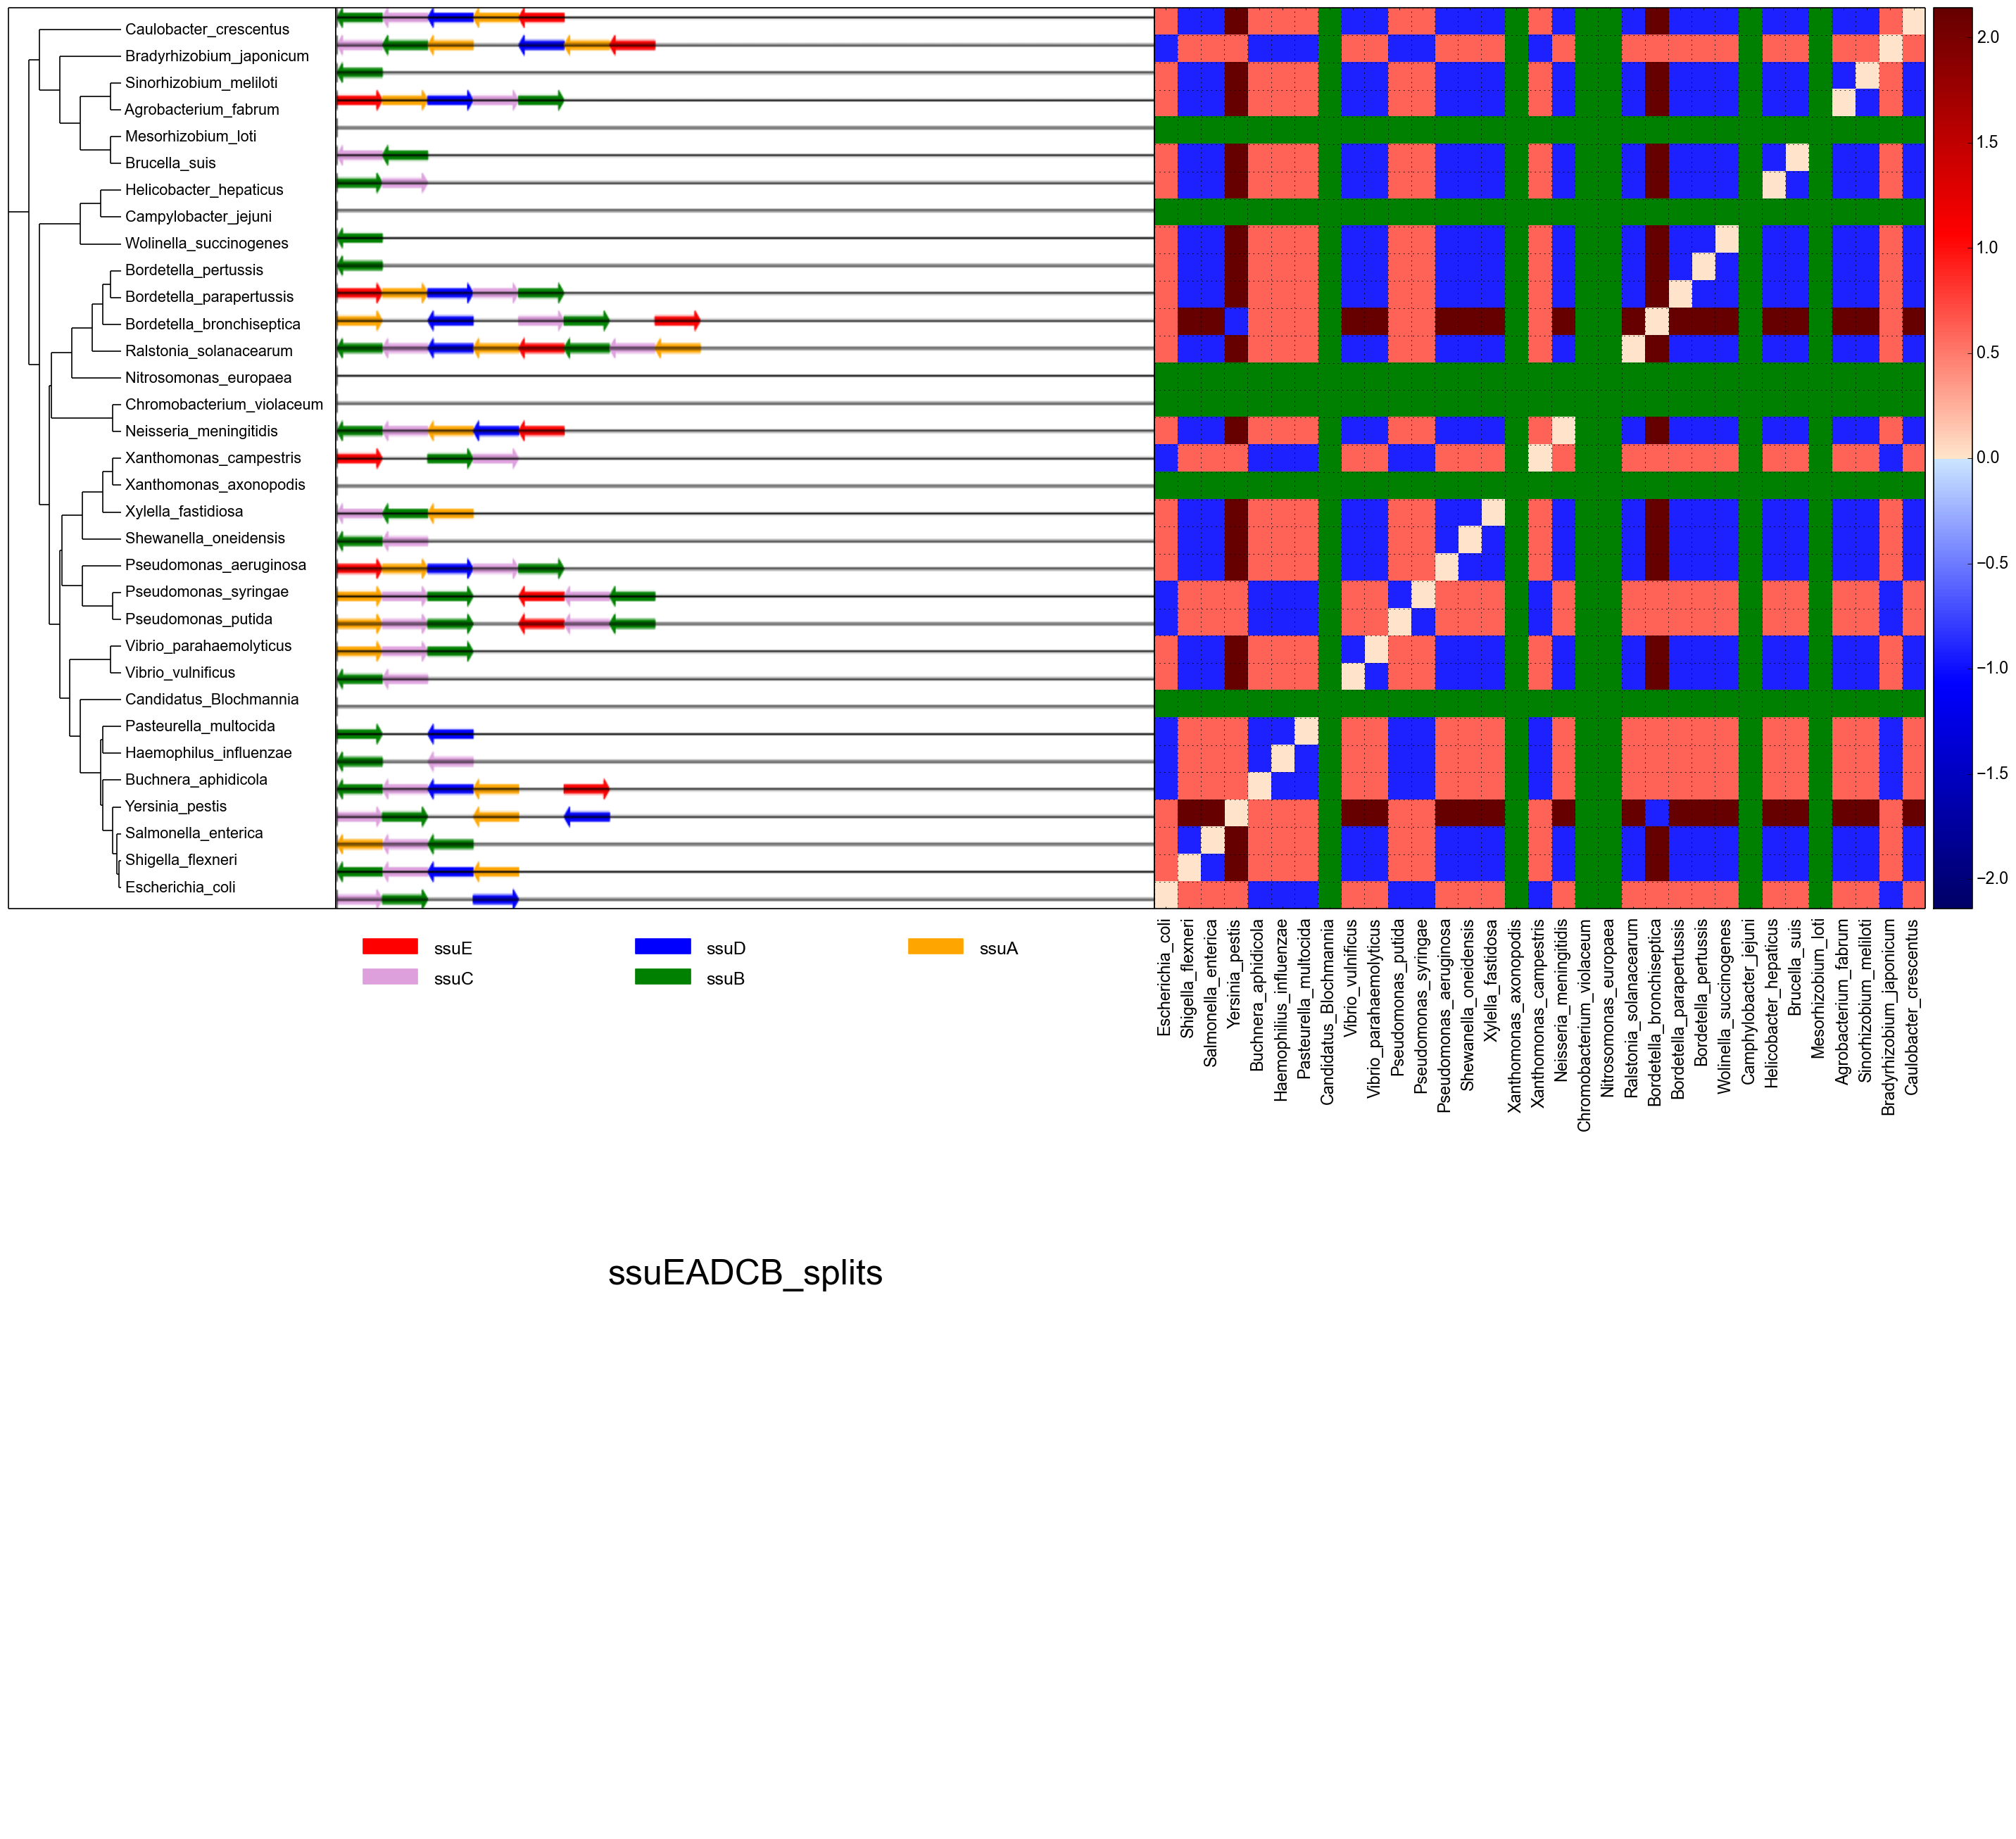 Caulobacter_crescentus
Bradyrhizobium_japonicum
Sinorhizobium_meliloti
Agrobacterium_fabrum
Mesorhizobium_loti
Brucella_suis
Helicobacter_hepaticus
Campylobacter_jejuni
Wolinella_succinogenes
Bordetella_pertussis
Bordetella_parapertussis
Bordetella_bronchiseptica
Ralstonia_solanacearum
Nitrosomonas_europaea
Chromobacterium_violaceum
Neisseria_meningitidis
Xanthomonas_campestris
Xanthomonas_axonopodis
Xylella_fastidiosa
Shewanella_oneidensis
Pseudomonas_aeruginosa
Pseudomonas_syringae
Pseudomonas_putida
Vibrio_parahaemolyticus
Vibrio_vulnificus
Candidatus_Blochmannia
Pasteurella_multocida
Haemophilus_influenzae
Buchnera_aphidicola
Yersinia_pestis
Salmonella_enterica
Shigella_flexneri
Escherichia_coli
2.0
1.5
1.0
0.5
0.0
−0.5
−1.0
−1.5
−2.0
Escherichia_coli
Shigella_flexneri
Salmonella_enterica
Yersinia_pestis
Buchnera_aphidicola
Haemophilus_influenzae
Pasteurella_multocida
Candidatus_Blochmannia
Vibrio_vulnificus
Vibrio_parahaemolyticus
Pseudomonas_putida
Pseudomonas_syringae
Pseudomonas_aeruginosa
Shewanella_oneidensis
Xylella_fastidosa
Xanthomonas_axonopodis
Xanthomonas_campestris
Neisseria_meningitidis
Chromobacterium_violaceum
Nitrosomonas_europaea
Ralstonia_solanacearum
Bordetella_bronchiseptica
Bordetella_parapertussis
Bordetella_pertussis
Wolinella_succinogenes
Camphylobacter_jejuni
Helicobacter_hepaticus
Brucella_suis
Mesorhizobium_loti
Agrobacterium_fabrum
Sinorhizobium_meliloti
Bradyrhizobium_japonicum
Caulobacter_crescentus
ssuE ssuD ssuA
ssuC ssuB
ssuEADCB_splits